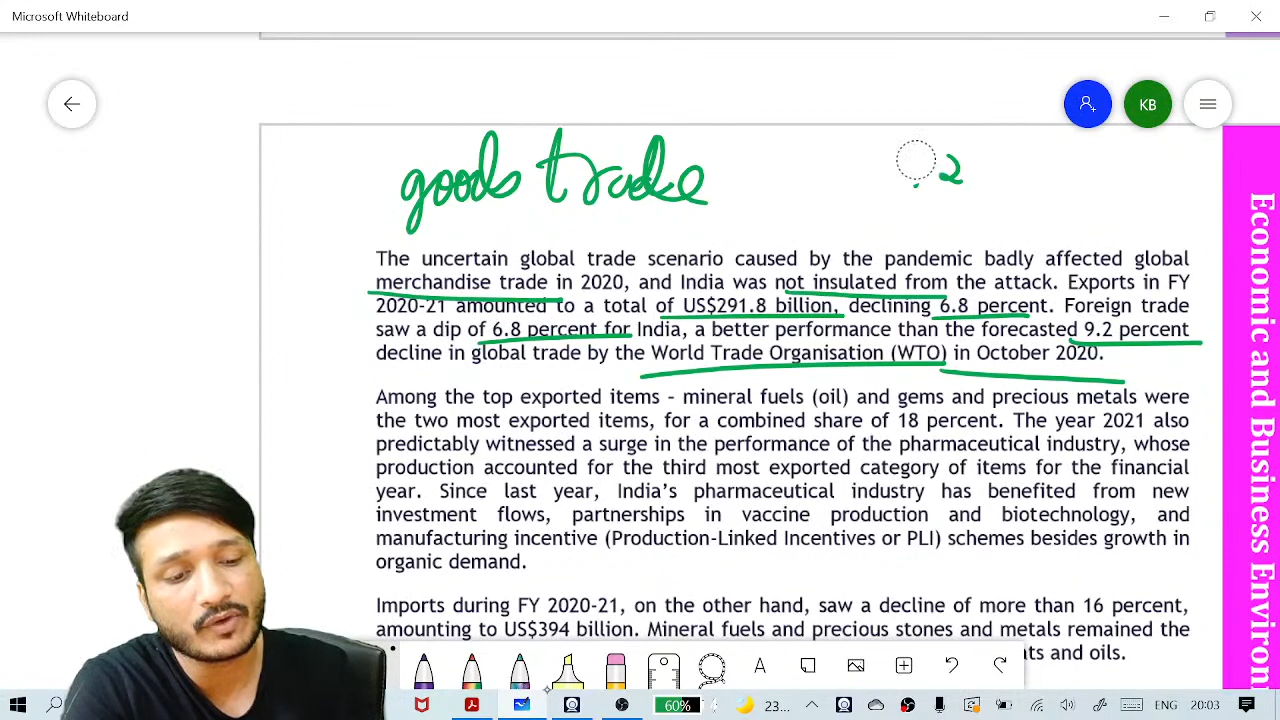 Microsoft Whiteboard
KB
goods trade
2
The uncertain global trade scenario caused by the pandemic badly affected global
merchandise trade in 2020, and India was not insulated from the attack. Exports in FY
2020-21 amounted to a total of US$291.8 billion, declining 6.8 percent. Foreign trade
saw a dip of 6.8 percent for India, a better performance than the forecasted 9.2 percent
decline in global trade by the World Trade Organisation (WTO) in October 2020.
Among the top exported items – mineral fuels (oil) and gems and precious metals were
the two most exported items, for a combined share of 18 percent. The year 2021 also
predictably witnessed a surge in the performance of the pharmaceutical industry, whose
production accounted for the third most exported category of items for the financial
year. Since last year, India's pharmaceutical industry has benefited from new
investment flows, partnerships in vaccine production and biotechnology, and
manufacturing incentive (Production-Linked Incentives or PLI) schemes besides growth in
organic demand.
Imports during FY 2020-21, on the other hand, saw a decline of more than 16 percent,
amounting to US$394 billion. Mineral fuels and precious stones and metals remained the
and oils.
Economic and Business
60%
23...
ENG
20:03